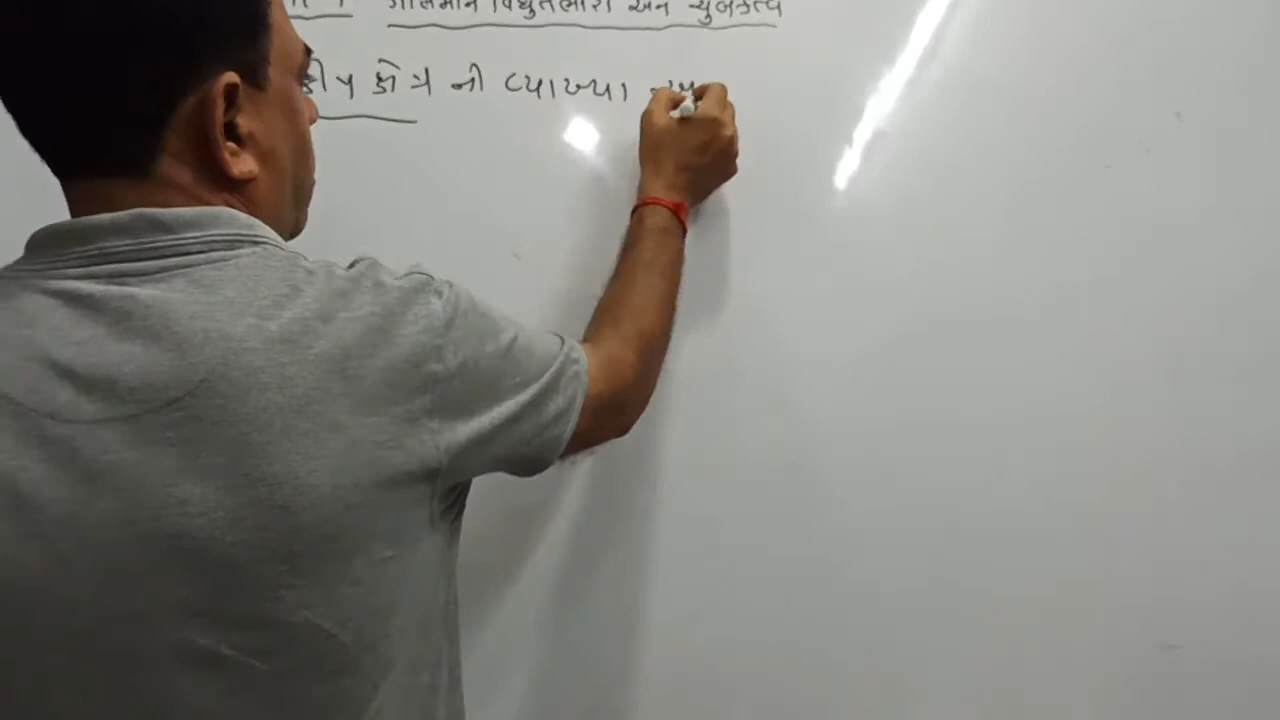 ગતિમાન વિદ્યુતભારો અને ચુંબકત્વ
ક્ષેત્ર ની વ્યાખ્યા